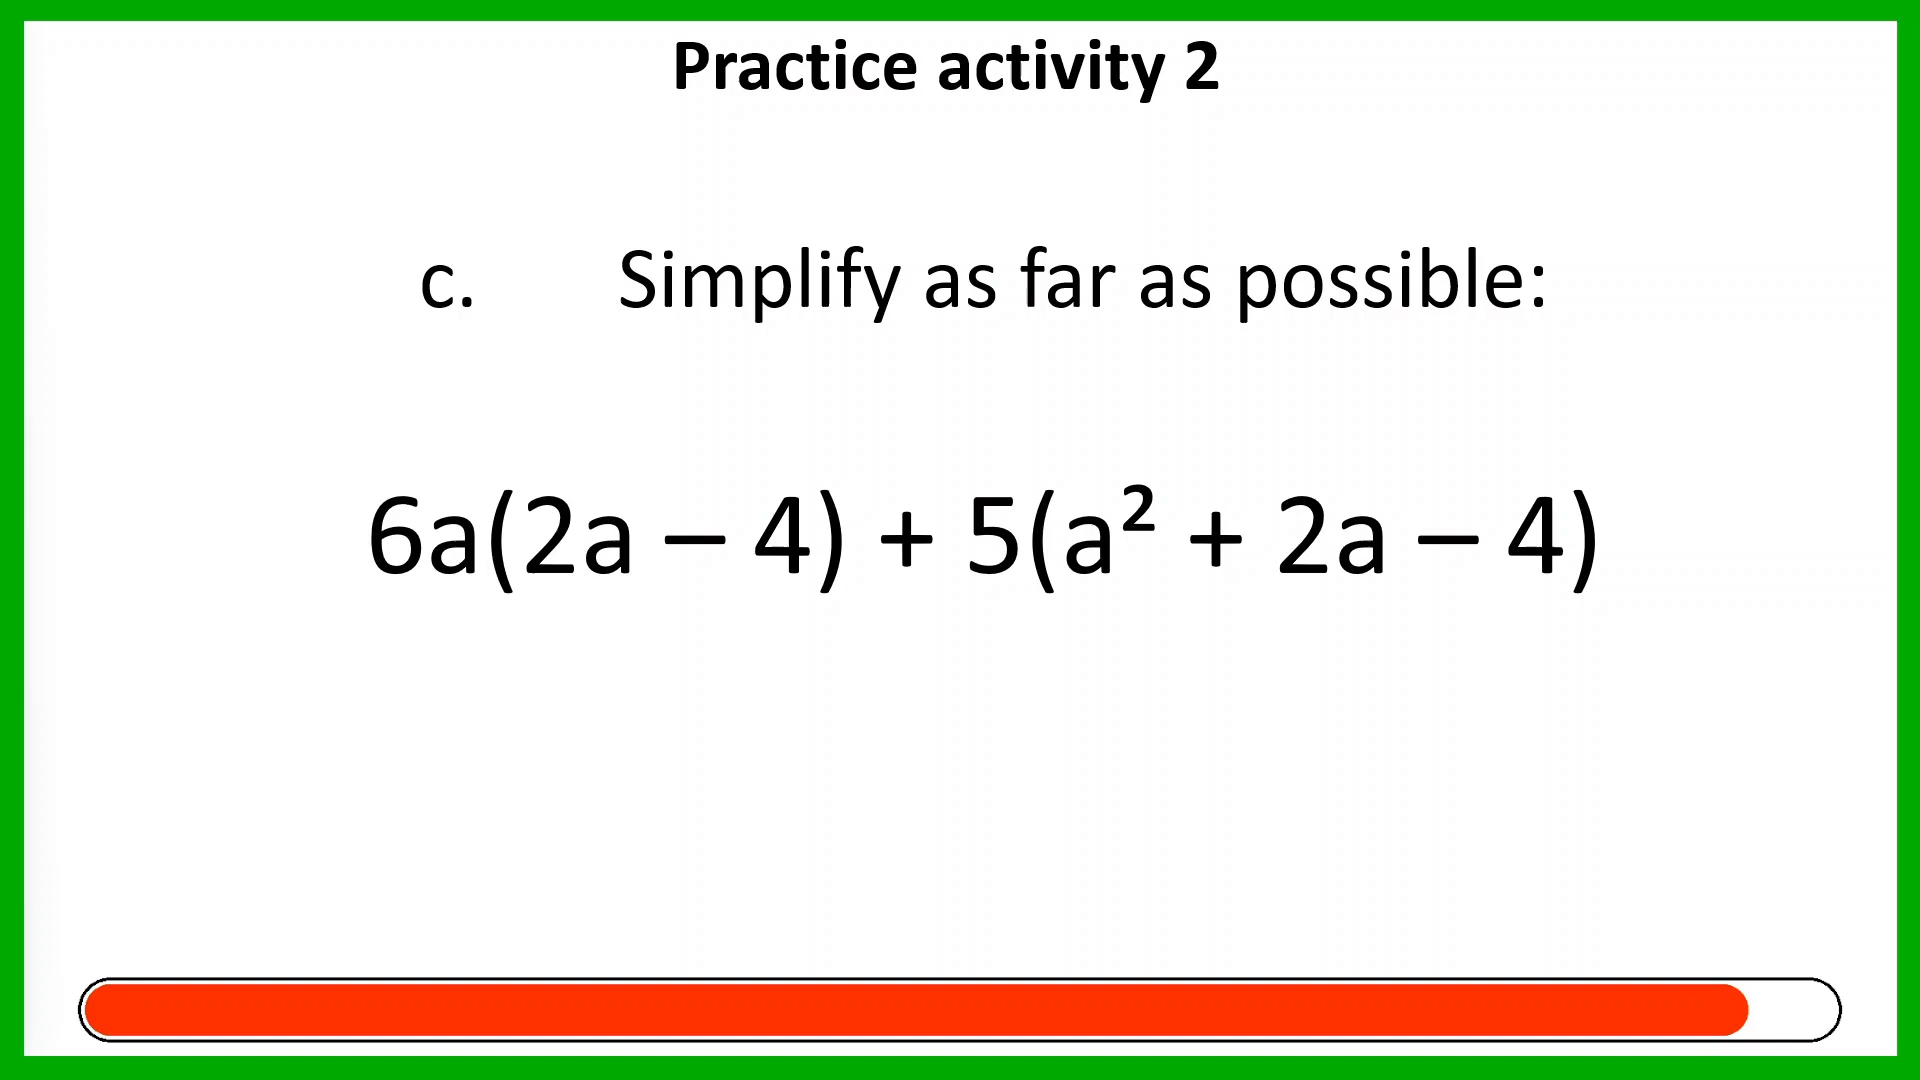 Practice activity 2
c. Simplify as far as possible:
6a(2a – 4) + 5(a² + 2a – 4)